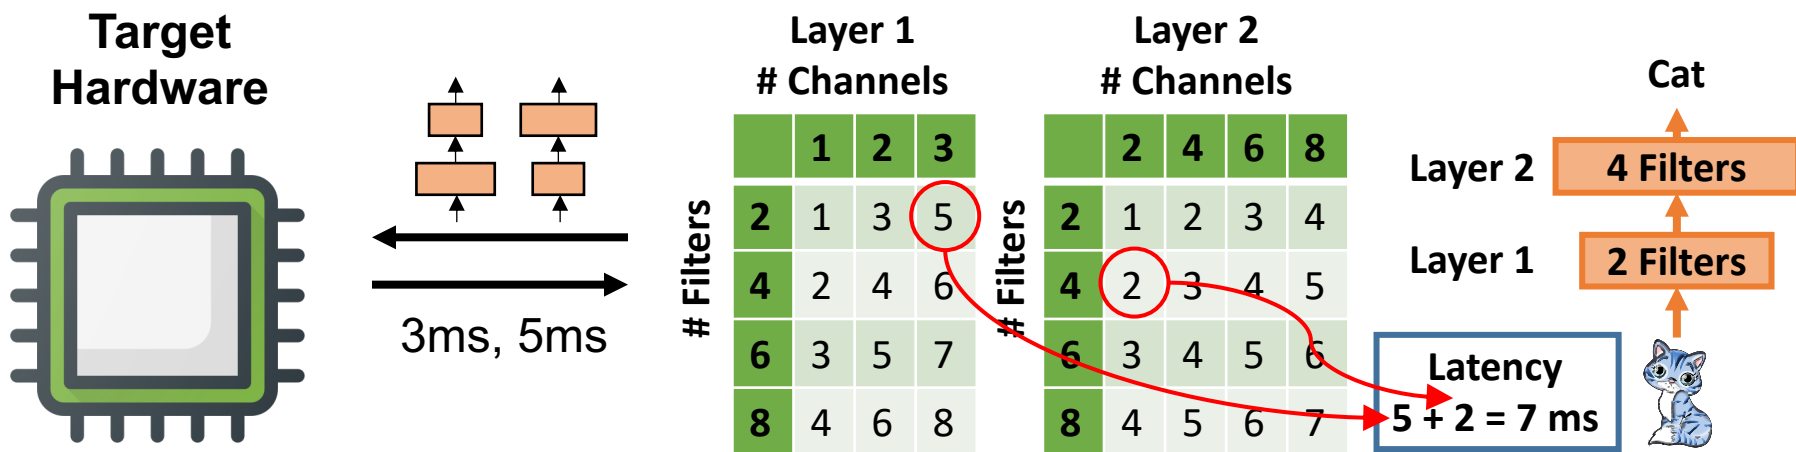 Target
Hardware
3ms, 5ms
Layer 1
# Channels
# Filters
1 2 3
2 1 3 5
4 2 4 6
6 3 5 7
8 4 6 8
Layer 2
# Channels
# Filters
2 4 6 8
2 1 2 3 4
4 2 3 4 5
6 3 4 5 6
8 4 5 6 7
Cat
Layer 2 4 Filters
Layer 1 2 Filters
Latency
5 + 2 = 7 ms